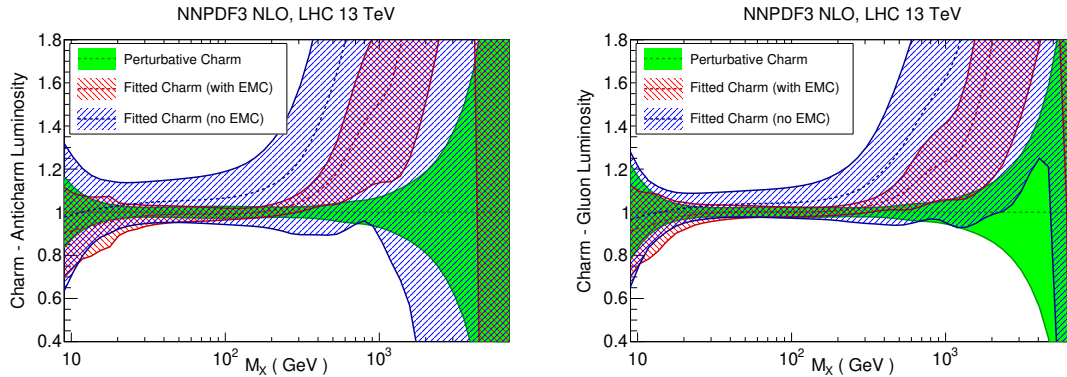 NNPDF3 NLO, LHC 13 TeV
Charm - Anticharm Luminosity
1.8
1.6
1.4
1.2
1
0.8
0.6
0.4
Perturbative Charm
Fitted Charm (with EMC)
Fitted Charm (no EMC)
10
10²
10³
M_X ( GeV )
NNPDF3 NLO, LHC 13 TeV
Charm - Gluon Luminosity
1.8
1.6
1.4
1.2
1
0.8
0.6
0.4
Perturbative Charm
Fitted Charm (with EMC)
Fitted Charm (no EMC)
10
10²
10³
M_X ( GeV )